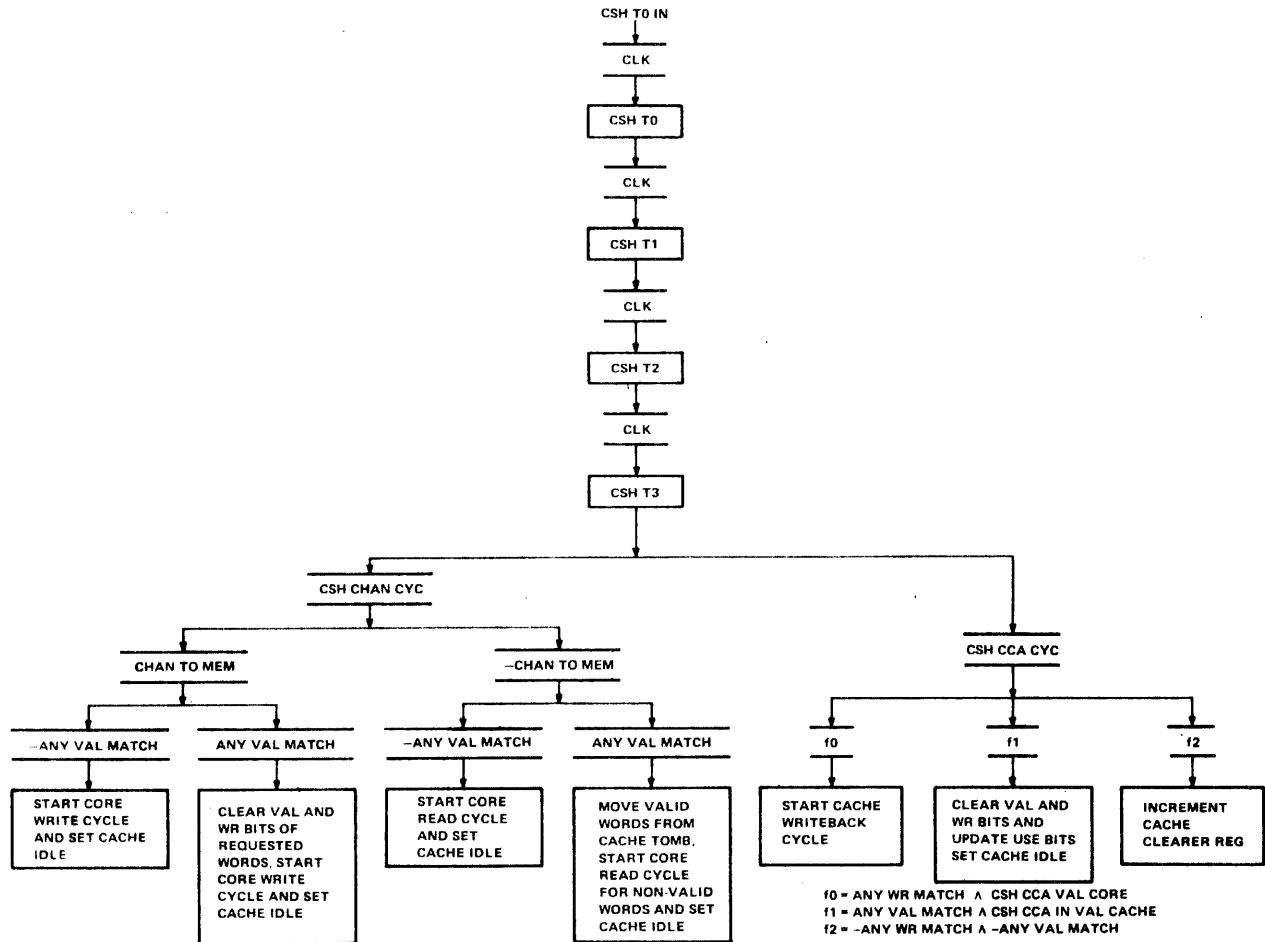 CSH T0 IN
CLK
CSH T0
CLK
CSH T1
CLK
CSH T2
CLK
CSH T3
CSH CHAN CYC
CSH CCA CYC
CHAN TO MEM
–CHAN TO MEM
–ANY VAL MATCH
ANY VAL MATCH
–ANY VAL MATCH
ANY VAL MATCH
f0
f1
f2
START CORE
WRITE CYCLE
AND SET CACHE
IDLE
CLEAR VAL AND
WR BITS OF
REQUESTED
WORDS, START
CORE WRITE
CYCLE AND SET
CACHE IDLE
START CORE
READ CYCLE
AND SET
CACHE IDLE
MOVE VALID
WORDS FROM
CACHE TOMB,
START CORE
READ CYCLE
FOR NON-VALID
WORDS AND SET
CACHE IDLE
START CACHE
WRITEBACK
CYCLE
CLEAR VAL AND
WR BITS AND
UPDATE USE BITS
SET CACHE IDLE
INCREMENT
CACHE
CLEARER REG
f0 = ANY WR MATCH ∧ CSH CCA VAL CORE
f1 = ANY VAL MATCH ∧ CSH CCA IN VAL CACHE
f2 = –ANY WR MATCH ∧ –ANY VAL MATCH